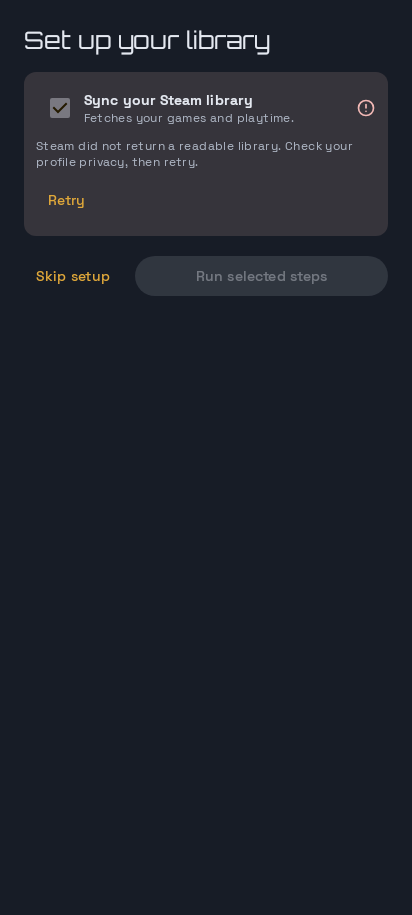 Set up your library
Sync your Steam library
Fetches your games and playtime.
Steam did not return a readable library. Check your
profile privacy, then retry.
Retry
Skip setup
Run selected steps